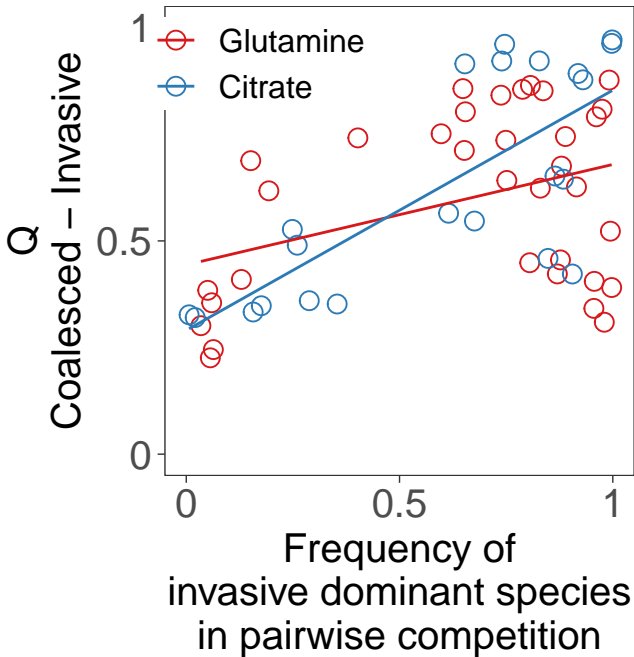 Glutamine
Citrate
Q
Coalesced – Invasive
1
0.5
0
0 0.5 1
Frequency of
invasive dominant species
in pairwise competition